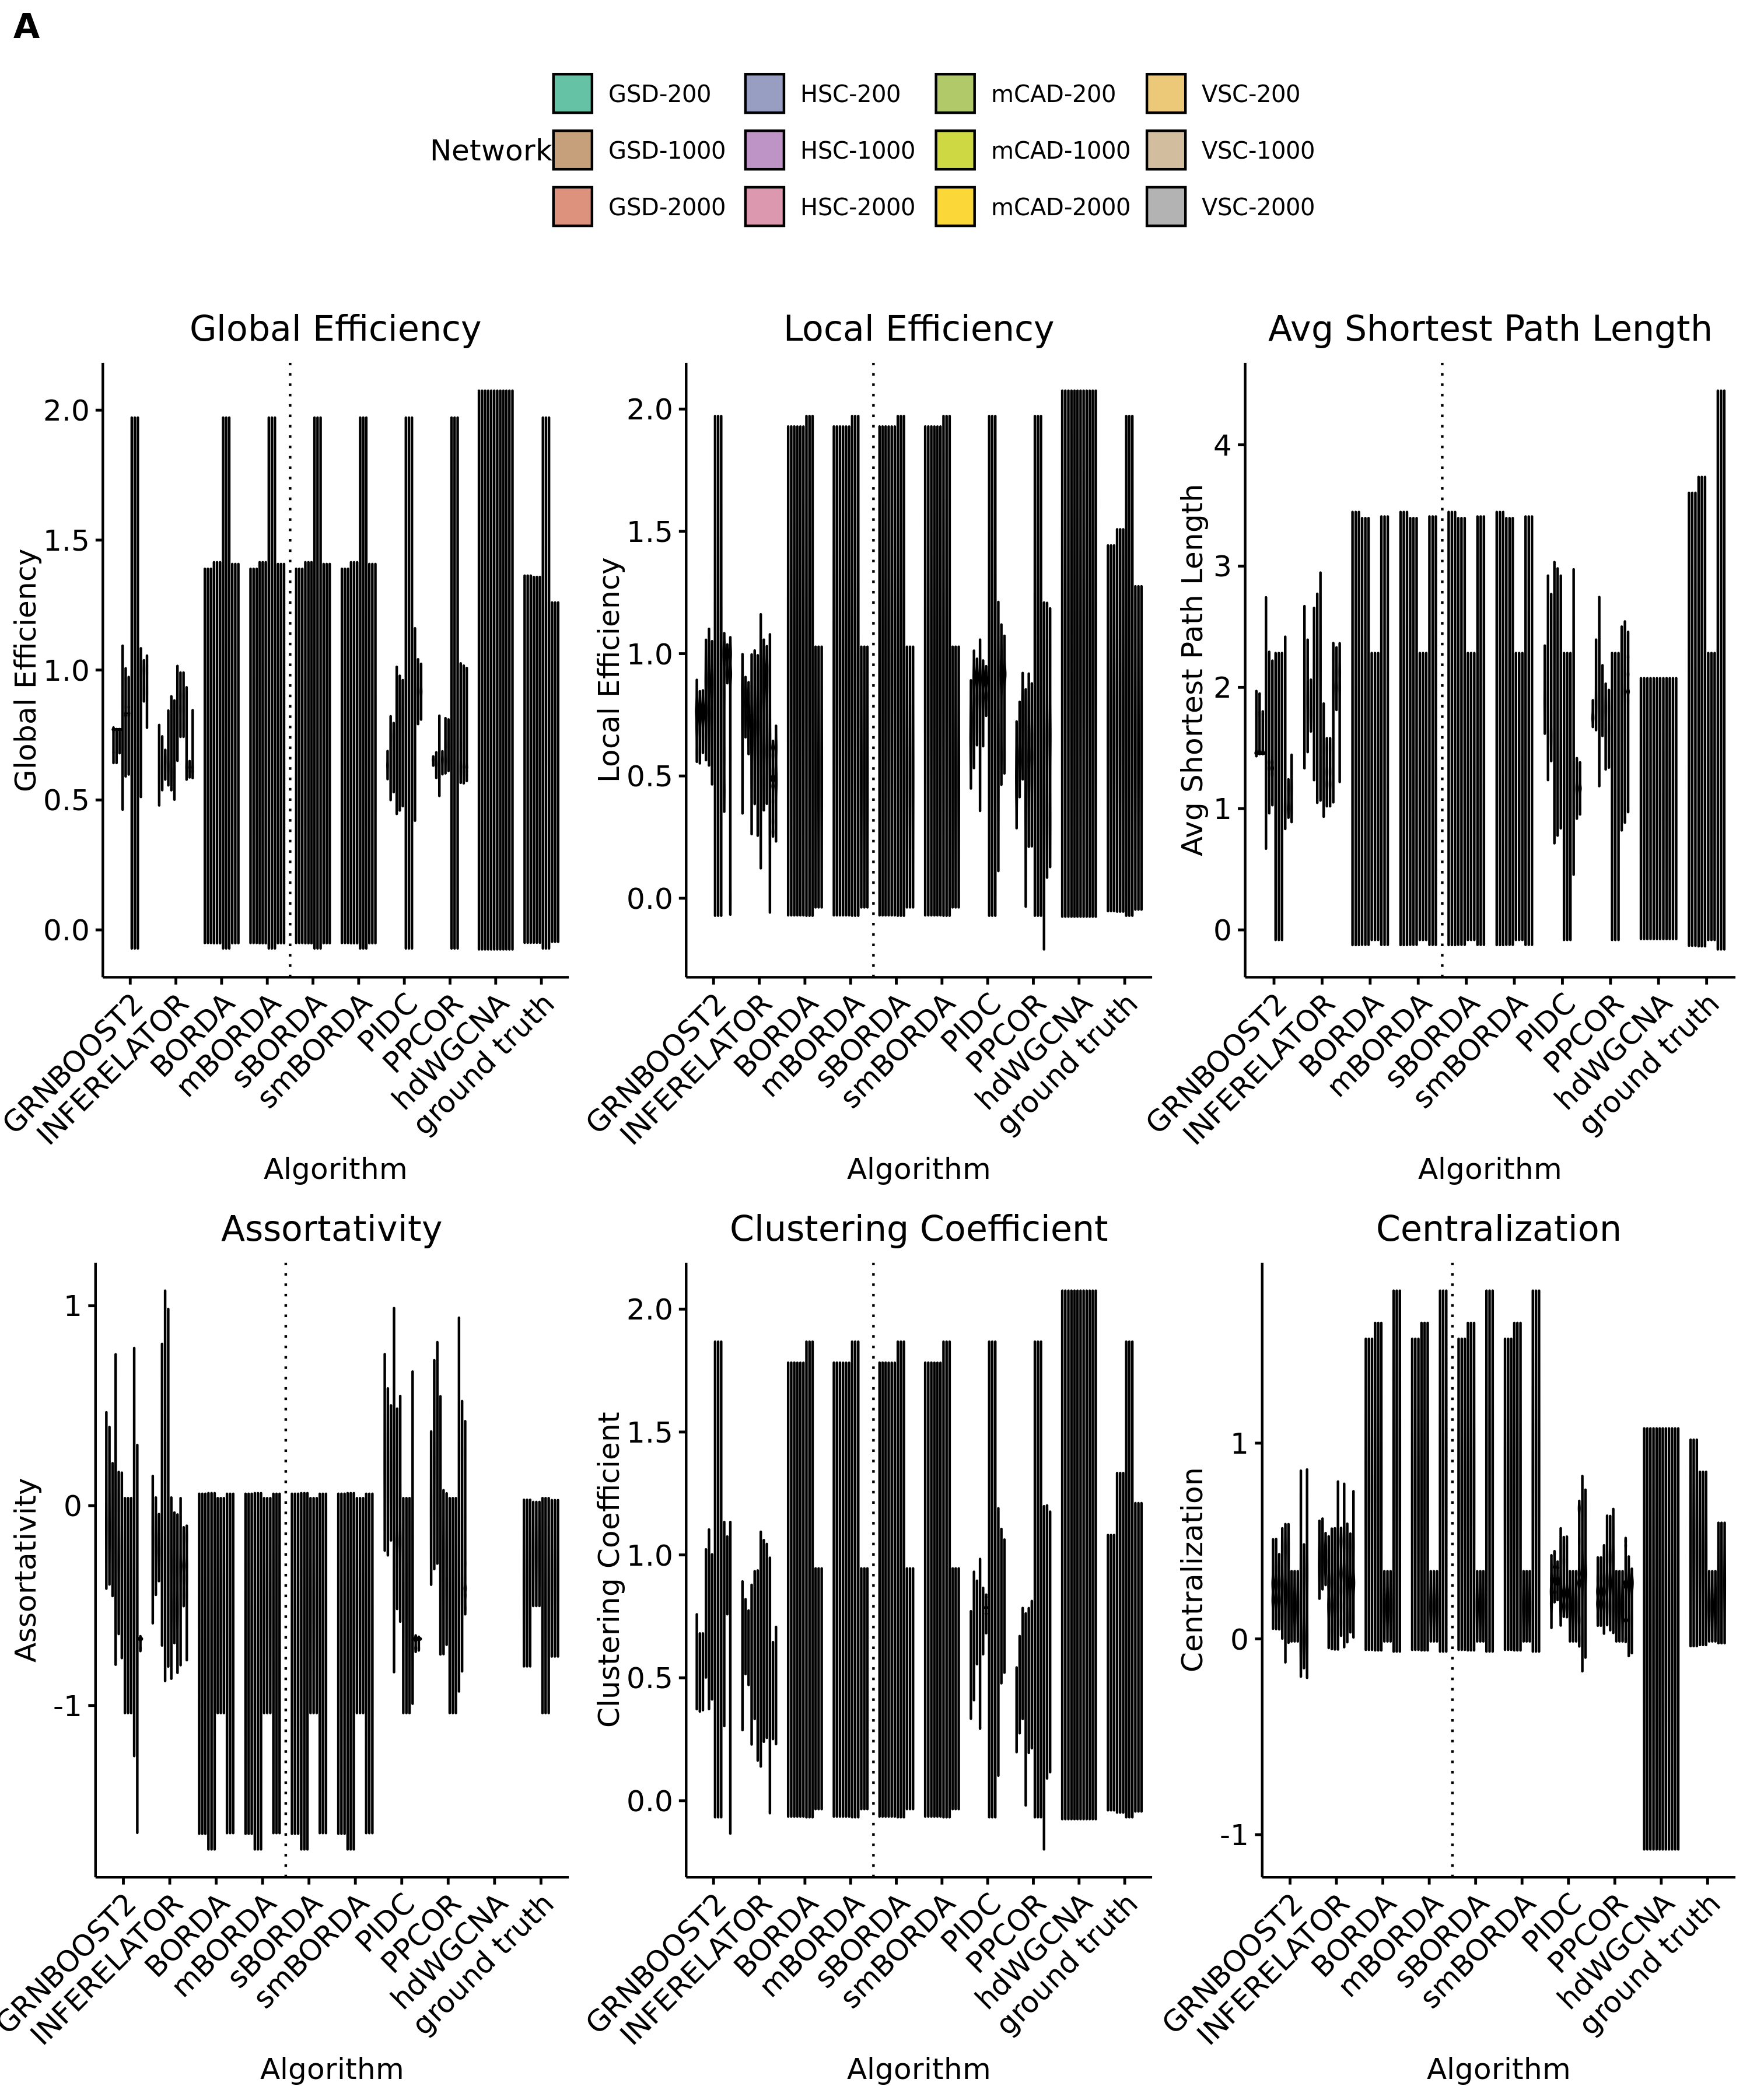 A
GSD-200 HSC-200 mCAD-200 VSC-200
Network GSD-1000 HSC-1000 mCAD-1000 VSC-1000
GSD-2000 HSC-2000 mCAD-2000 VSC-2000
Global Efficiency
Global Efficiency
2.0
1.5
1.0
0.5
0.0
GRNBOOST2
INFERELATOR
BORDA
mBORDA
sBORDA
smBORDA
PIDC
PPCOR
hdWGCNA
ground truth
Algorithm
Local Efficiency
Local Efficiency
2.0
1.5
1.0
0.5
0.0
GRNBOOST2
INFERELATOR
BORDA
mBORDA
sBORDA
smBORDA
PIDC
PPCOR
hdWGCNA
ground truth
Algorithm
Avg Shortest Path Length
Avg Shortest Path Length
4
3
2
1
0
GRNBOOST2
INFERELATOR
BORDA
mBORDA
sBORDA
smBORDA
PIDC
PPCOR
hdWGCNA
ground truth
Algorithm
Assortativity
Assortativity
1
0
-1
GRNBOOST2
INFERELATOR
BORDA
mBORDA
sBORDA
smBORDA
PIDC
PPCOR
hdWGCNA
ground truth
Algorithm
Clustering Coefficient
Clustering Coefficient
2.0
1.5
1.0
0.5
0.0
GRNBOOST2
INFERELATOR
BORDA
mBORDA
sBORDA
smBORDA
PIDC
PPCOR
hdWGCNA
ground truth
Algorithm
Centralization
Centralization
1
0
-1
GRNBOOST2
INFERELATOR
BORDA
mBORDA
sBORDA
smBORDA
PIDC
PPCOR
hdWGCNA
ground truth
Algorithm